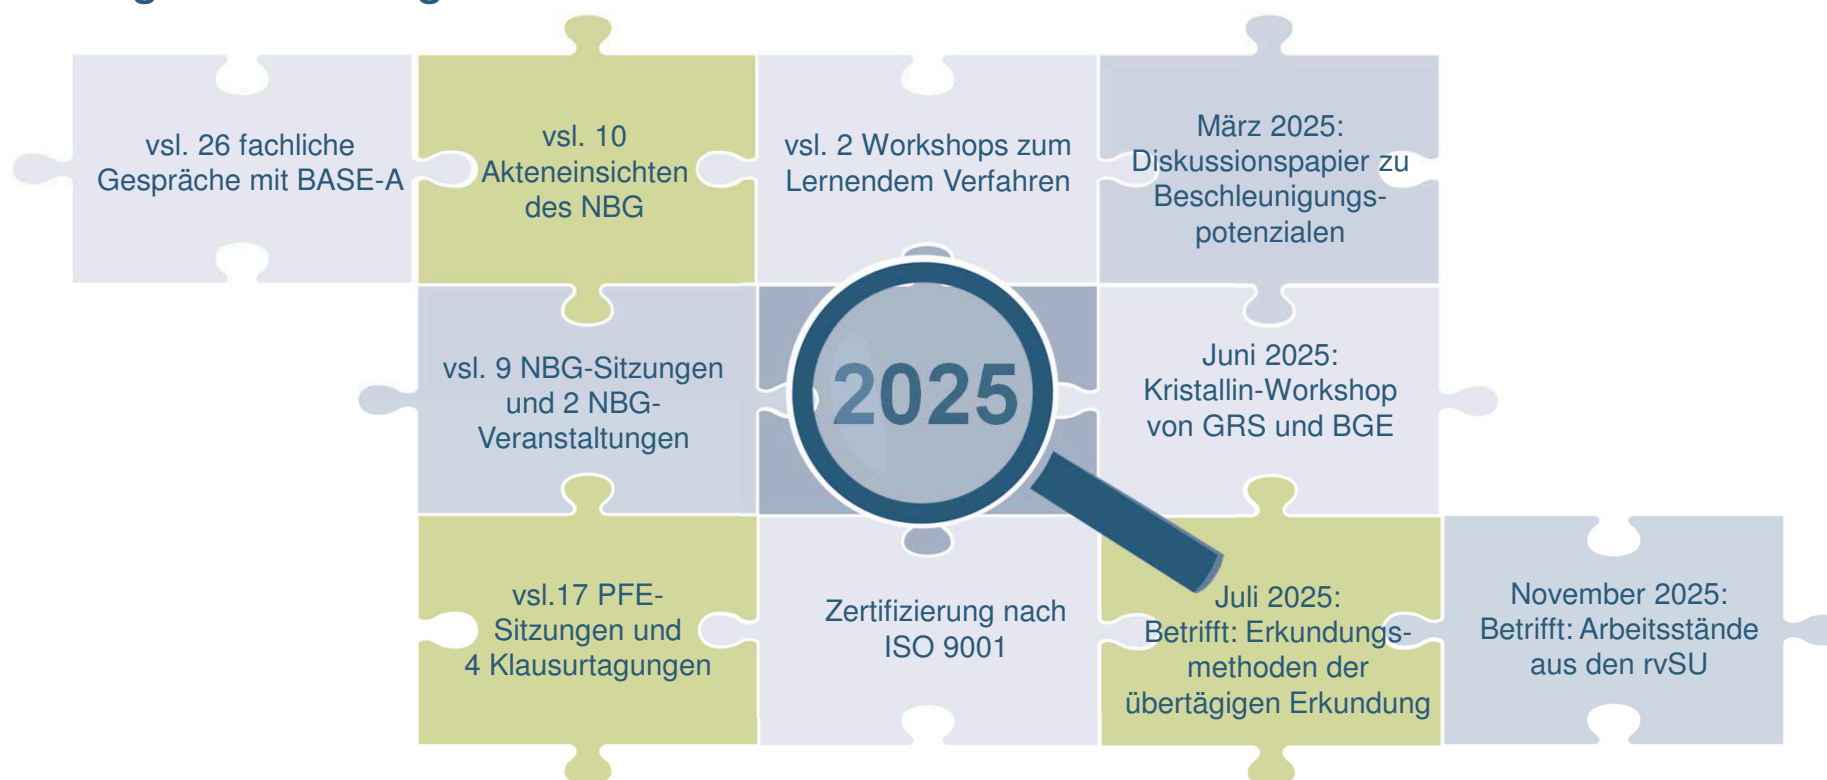 vsl. 26 fachliche
Gespräche mit BASE-A
vsl. 10
Akteneinsichten
des NBG
vsl. 2 Workshops zum
Lernendem Verfahren
März 2025:
Diskussionspapier zu
Beschleunigungs-
potenzialen
vsl. 9 NBG-Sitzungen
und 2 NBG-
Veranstaltungen
2025
Juni 2025:
Kristallin-Workshop
von GRS und BGE
vsl.17 PFE-
Sitzungen und
4 Klausurtagungen
Zertifizierung nach
ISO 9001
Juli 2025:
Betrifft: Erkundungs-
methoden der
übertägigen Erkundung
November 2025:
Betrifft: Arbeitsstände
aus den rvSU